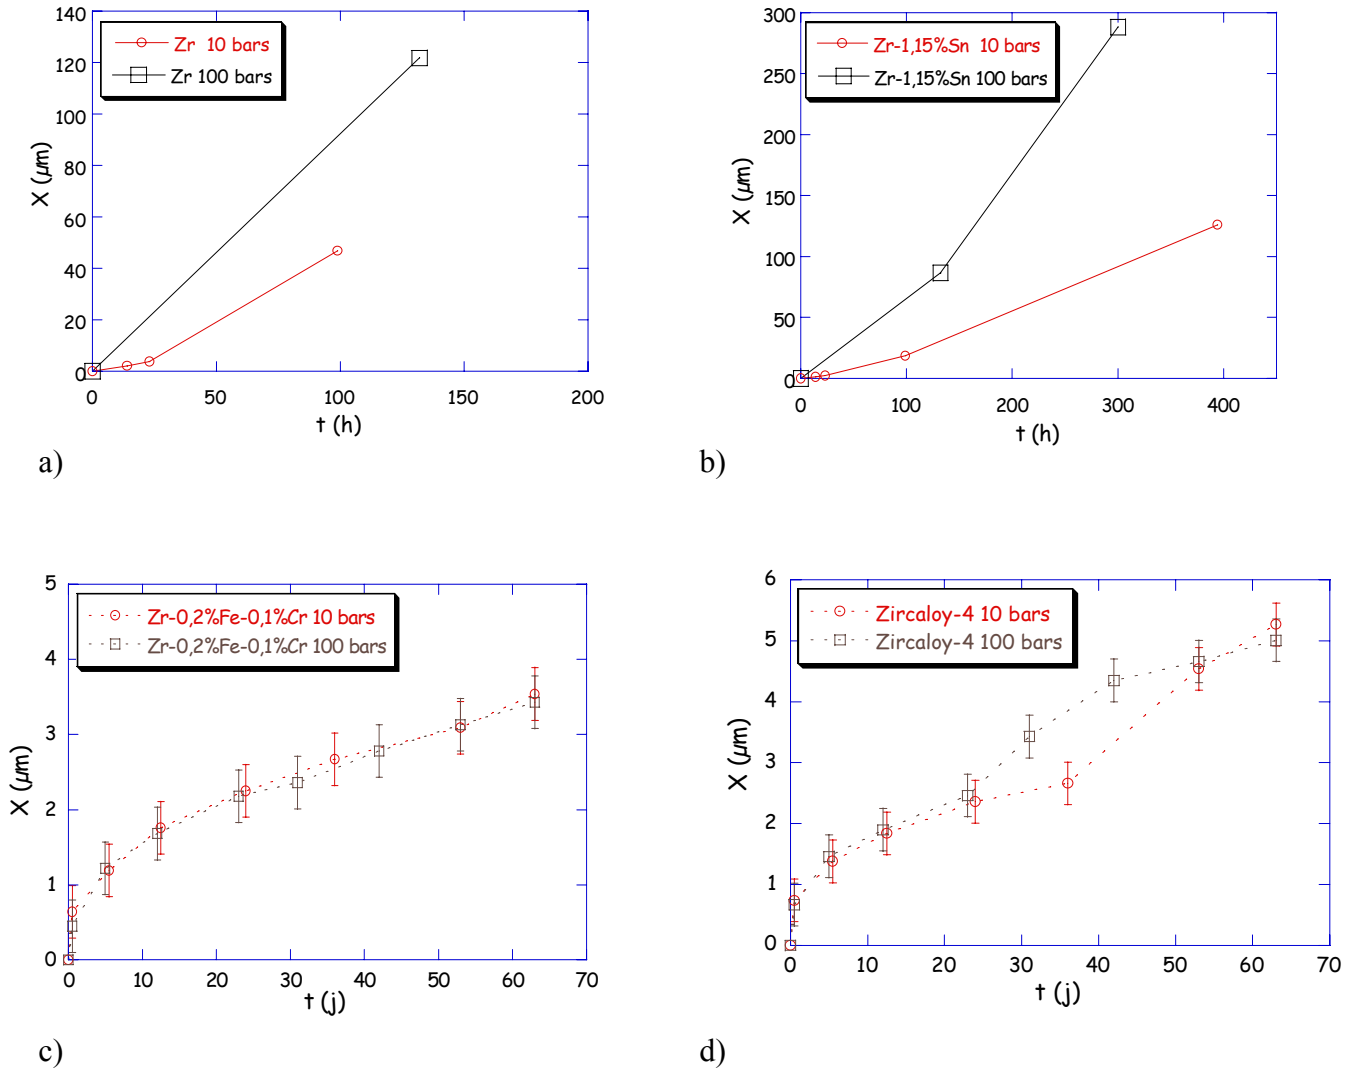 140
120
100
80
60
40
20
0
X (μm)
Zr 10 bars
Zr 100 bars
0 50 100 150 200
t (h)
a)
300
250
200
150
100
50
0
X (μm)
Zr-1,15%Sn 10 bars
Zr-1,15%Sn 100 bars
0 100 200 300 400
t (h)
b)
5
4
3
2
1
0
X (μm)
Zr-0,2%Fe-0,1%Cr 10 bars
Zr-0,2%Fe-0,1%Cr 100 bars
0 10 20 30 40 50 60 70
t (j)
c)
6
5
4
3
2
1
0
X (μm)
Zircaloy-4 10 bars
Zircaloy-4 100 bars
0 10 20 30 40 50 60 70
t (j)
d)